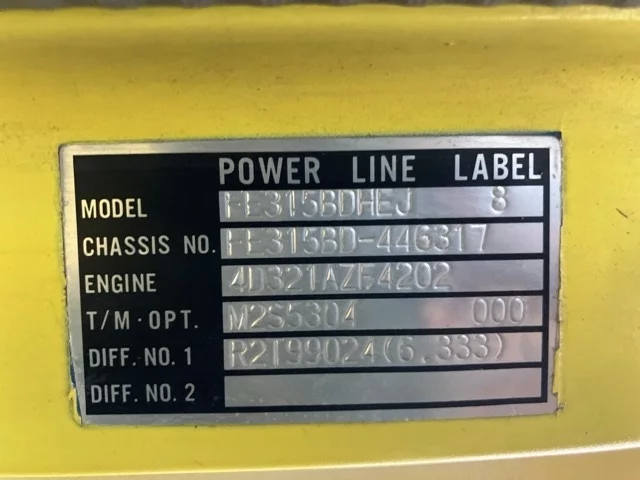 POWER LINE LABEL
MODEL FE315BDHEJ 8
CHASSIS NO. FE315BD-446317
ENGINE 4D321AZF4202
T/M·OPT. M2S5304 000
DIFF. NO. 1 R2T99024(6.333)
DIFF. NO. 2